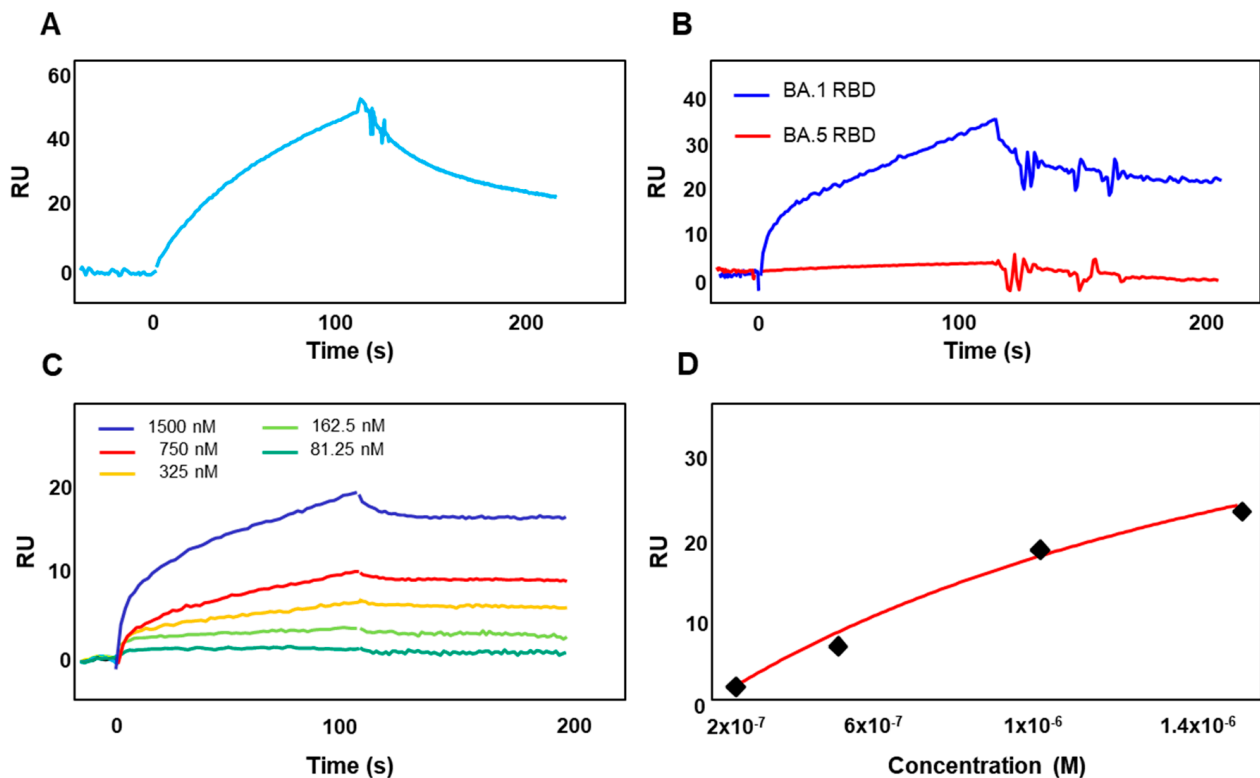 A
60
40
20
0
RU
0
100
200
Time (s)
B
40
30
20
10
0
RU
BA.1 RBD
BA.5 RBD
0
100
200
Time (s)
C
1500 nM
750 nM
325 nM
162.5 nM
81.25 nM
20
10
0
RU
0
100
200
Time (s)
D
30
20
10
0
RU
2x10⁻⁷
6x10⁻⁷
1x10⁻⁶
1.4x10⁻⁶
Concentration (M)